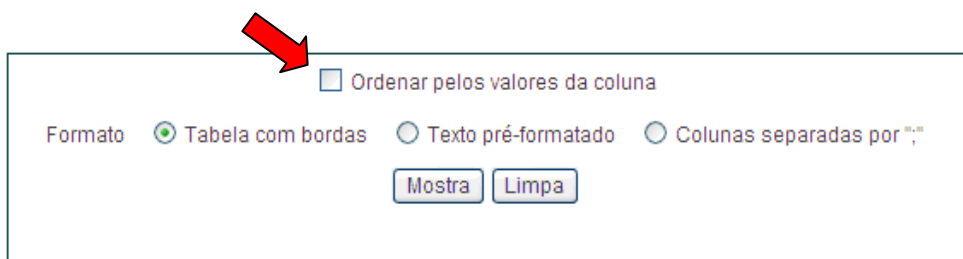 Ordenar pelos valores da coluna
Formato Tabela com bordas Texto pré-formatado Colunas separadas por ";"
Mostra Limpa